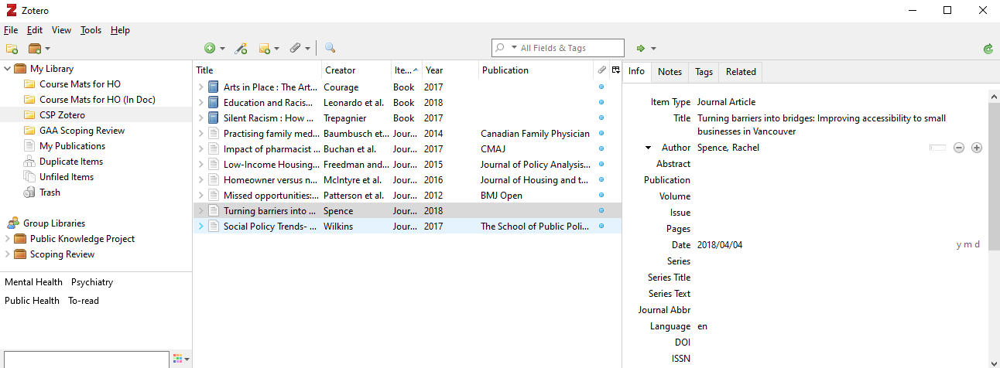 Zotero
File Edit View Tools Help
All Fields & Tags
My Library
Course Mats for HO
Course Mats for HO (In Doc)
CSP Zotero
GAA Scoping Review
My Publications
Duplicate Items
Unfiled Items
Trash
Group Libraries
Public Knowledge Project
Scoping Review
Mental Health Psychiatry
Public Health To-read
Title Creator Ite... Year Publication
Arts in Place : The Art... Courage Book 2017
Education and Racis... Leonardo et al. Book 2018
Silent Racism : How ... Trepagnier Book 2017
Practising family med... Baumbusch et... Jour... 2014 Canadian Family Physician
Impact of pharmacist ... Buchan et al. Jour... 2017 CMAJ
Low-Income Housing... Freedman and... Jour... 2015 Journal of Policy Analysis...
Homeowner versus n... McIntyre et al. Jour... 2016 Journal of Housing and t...
Missed opportunities:... Patterson et al. Jour... 2012 BMJ Open
Turning barriers into ... Spence Jour... 2018
Social Policy Trends- ... Wilkins Jour... 2017 The School of Public Poli...
Info Notes Tags Related
Item Type Journal Article
Title Turning barriers into bridges: Improving accessibility to small
businesses in Vancouver
Author Spence, Rachel
Abstract
Publication
Volume
Issue
Pages
Date 2018/04/04 y m d
Series
Series Title
Series Text
Journal Abbr
Language en
DOI
ISSN